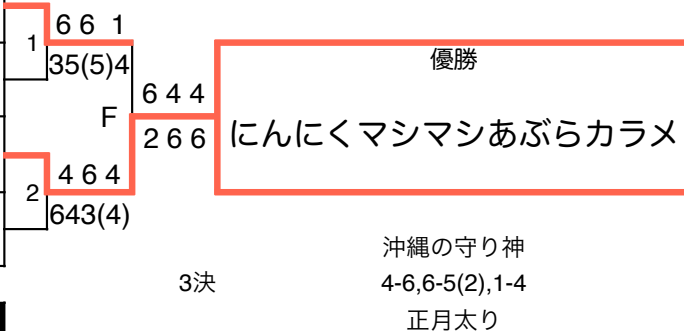 6 6 1
1
35(5)4
優勝
6 4 4
F
2 6 6
にんにくマシマシあぶらカラメ
4 6 4
2
643(4)
沖縄の守り神
3決
4-6,6-5(2),1-4
正月太り